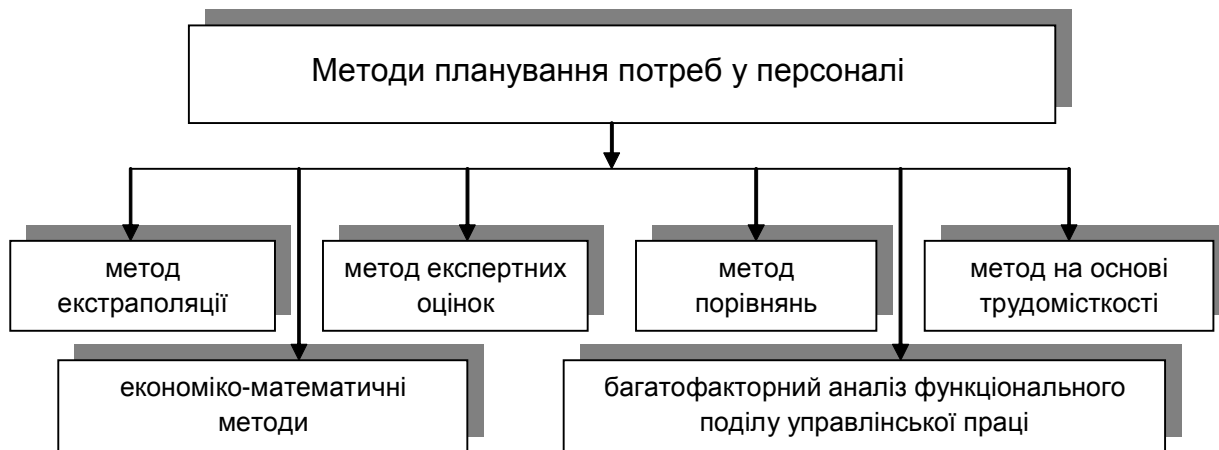 Методи планування потреб у персоналі
метод
екстраполяції
метод експертних
оцінок
метод
порівнянь
метод на основі
трудомісткості
економіко-математичні
методи
багатофакторний аналіз функціонального
поділу управлінської праці